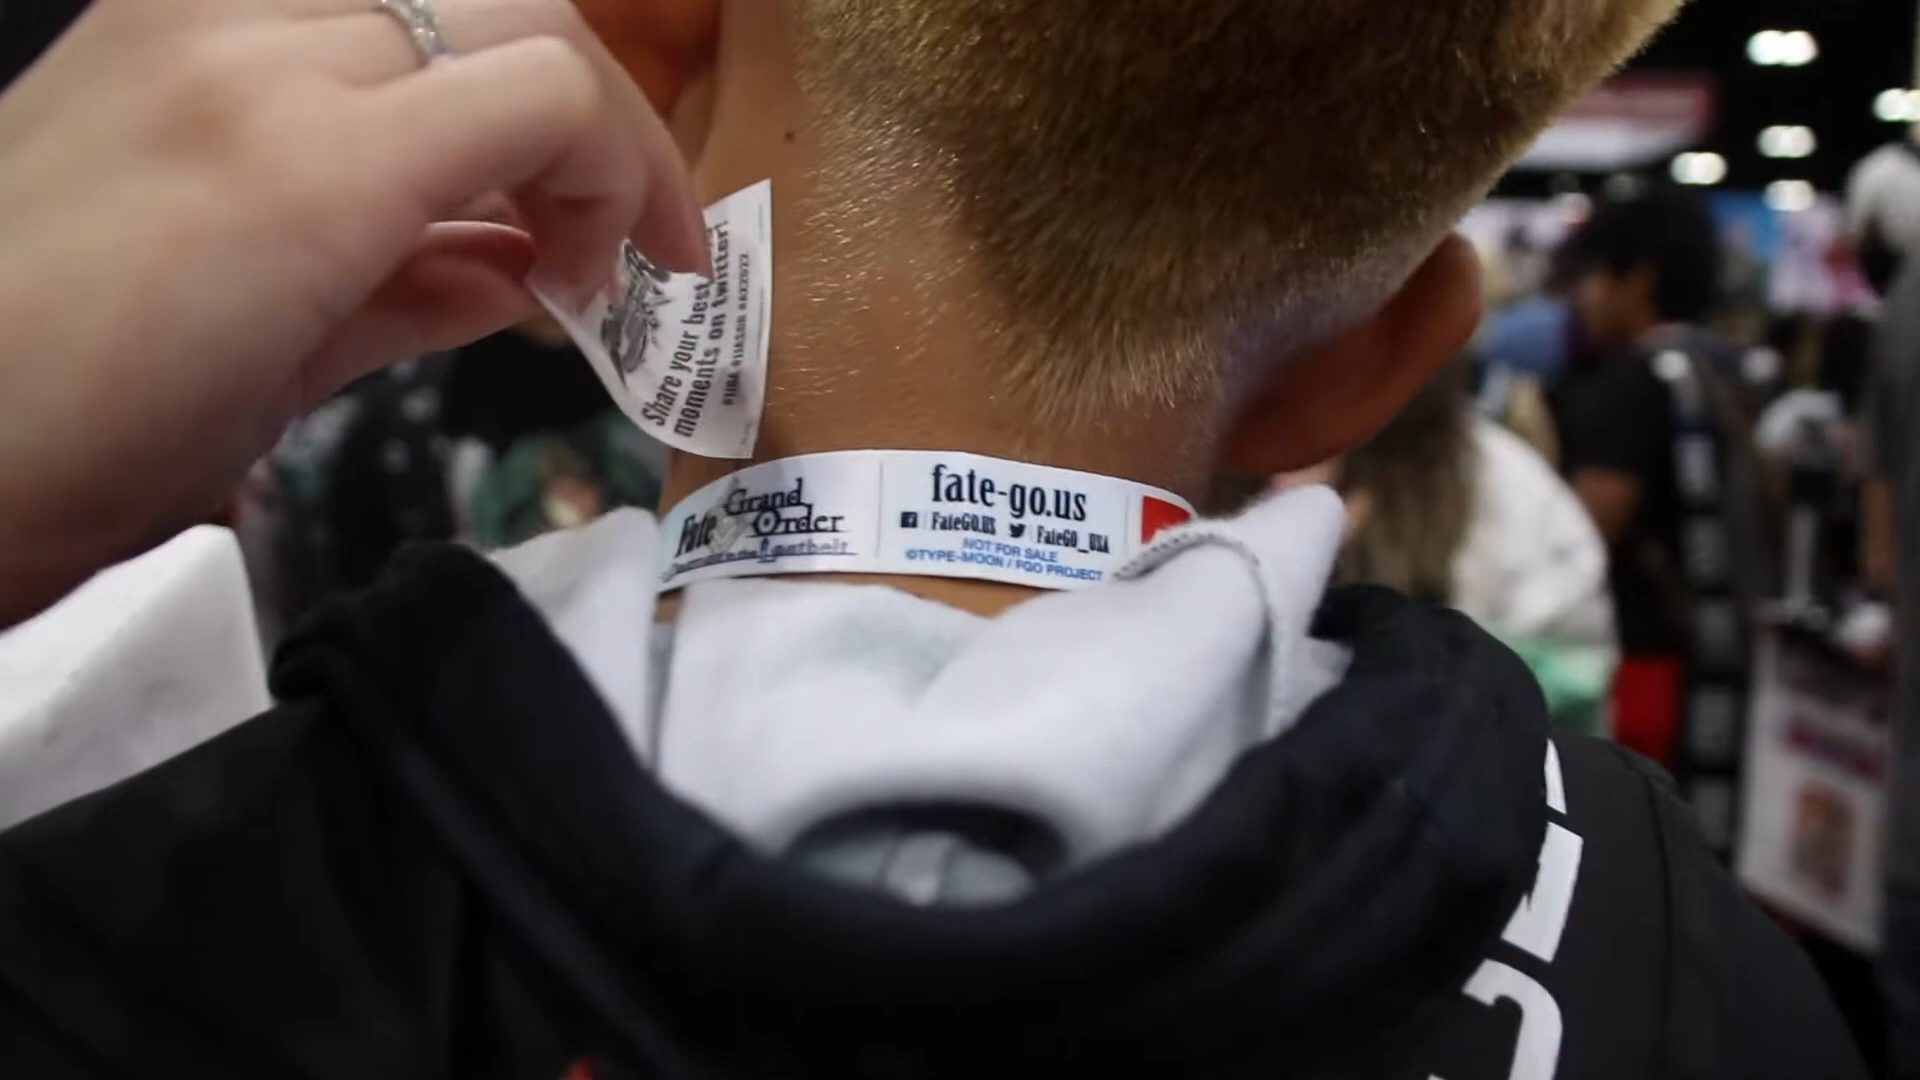 Share your best
moments on twitter!
#AX2022
Fate
Grand
Order
fate-go.us
FateGO.US
FateGO_USA
NOT FOR SALE
©TYPE-MOON / FGO PROJECT